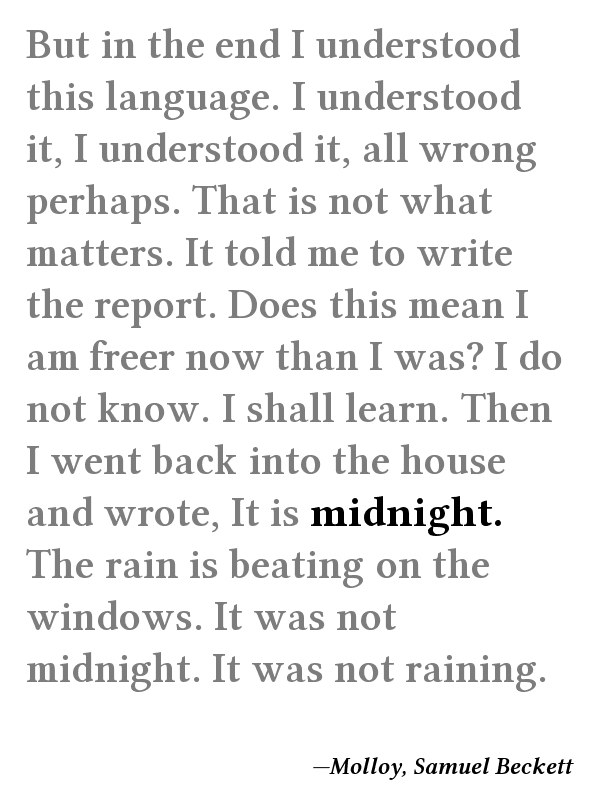 But in the end I understood
this language. I understood
it, I understood it, all wrong
perhaps. That is not what
matters. It told me to write
the report. Does this mean I
am freer now than I was? I do
not know. I shall learn. Then
I went back into the house
and wrote, It is midnight.
The rain is beating on the
windows. It was not
midnight. It was not raining.
—Molloy, Samuel Beckett